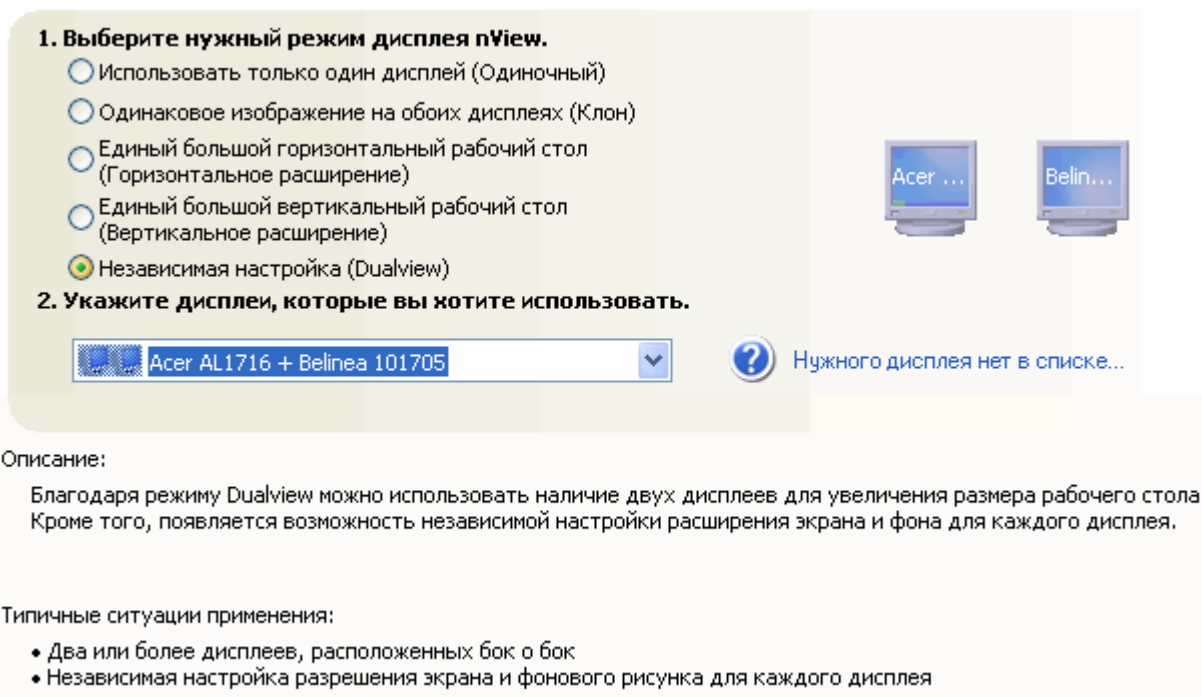 1. Выберите нужный режим дисплея nView.
Использовать только один дисплей (Одиночный)
Одинаковое изображение на обоих дисплеях (Клон)
Единый большой горизонтальный рабочий стол
(Горизонтальное расширение)
Единый большой вертикальный рабочий стол
(Вертикальное расширение)
Независимая настройка (Dualview)
Acer ...
Belin...
2. Укажите дисплеи, которые вы хотите использовать.
Acer AL1716 + Belinea 101705
Нужного дисплея нет в списке...
Описание:
Благодаря режиму Dualview можно использовать наличие двух дисплеев для увеличения размера рабочего стола
Кроме того, появляется возможность независимой настройки расширения экрана и фона для каждого дисплея.
Типичные ситуации применения:
• Два или более дисплеев, расположенных бок о бок
• Независимая настройка разрешения экрана и фонового рисунка для каждого дисплея